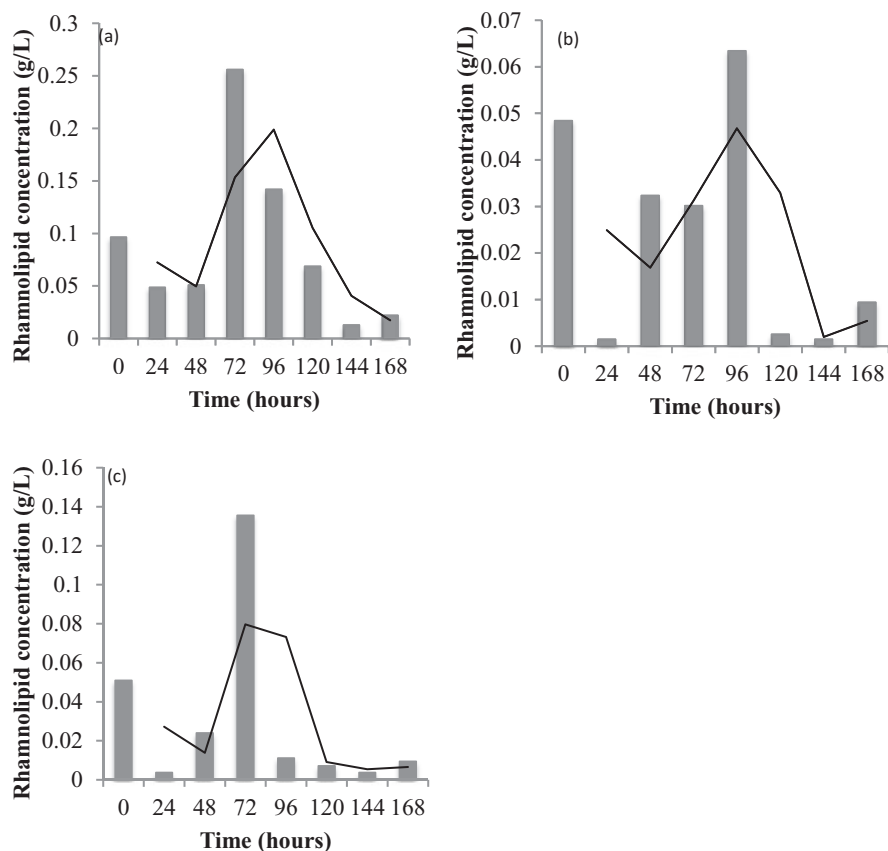 (a)
Rhamnolipid concentration (g/L)
0.3
0.25
0.2
0.15
0.1
0.05
0
0 24 48 72 96 120 144 168
Time (hours)
(b)
Rhamnolipid concentration (g/L)
0.07
0.06
0.05
0.04
0.03
0.02
0.01
0
0 24 48 72 96 120 144 168
Time (hours)
(c)
Rhamnolipid concentration (g/L)
0.16
0.14
0.12
0.1
0.08
0.06
0.04
0.02
0
0 24 48 72 96 120 144 168
Time (hours)